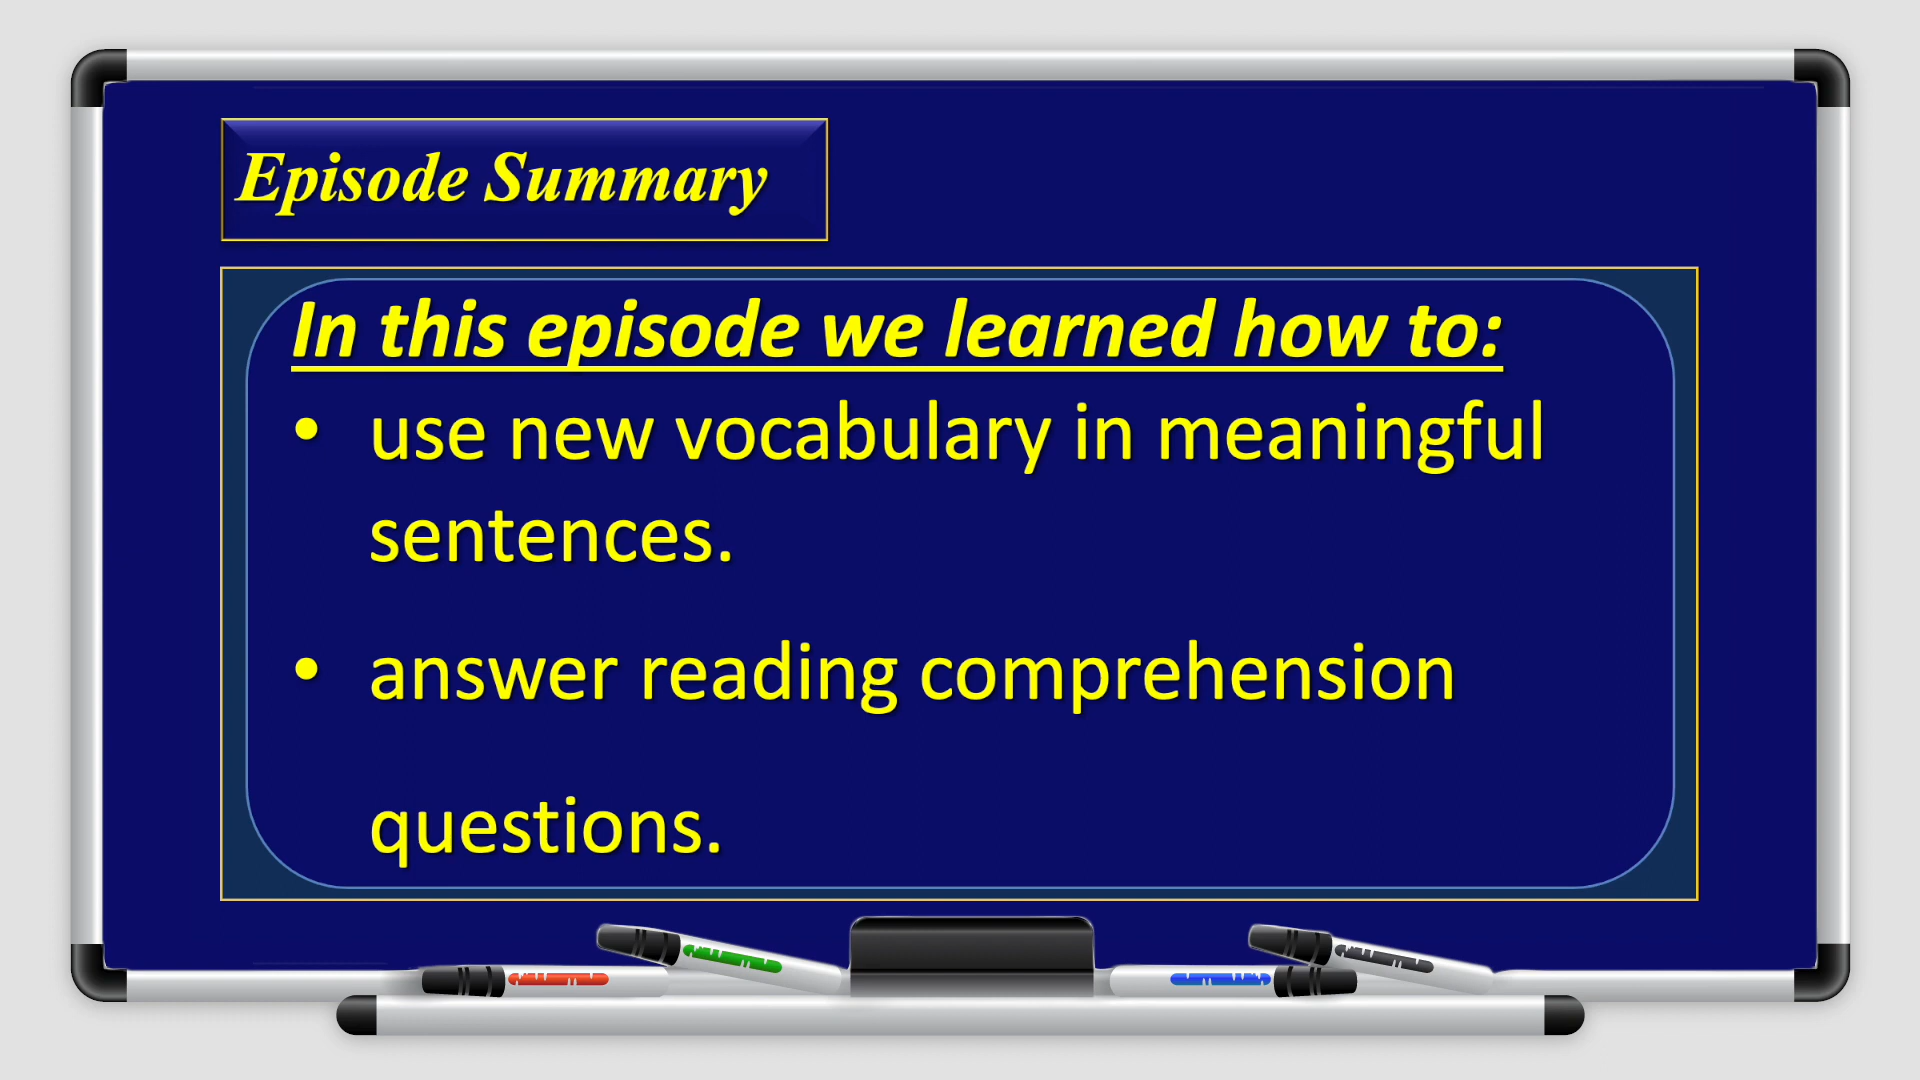 Episode Summary
In this episode we learned how to:
• use new vocabulary in meaningful
sentences.
• answer reading comprehension
questions.